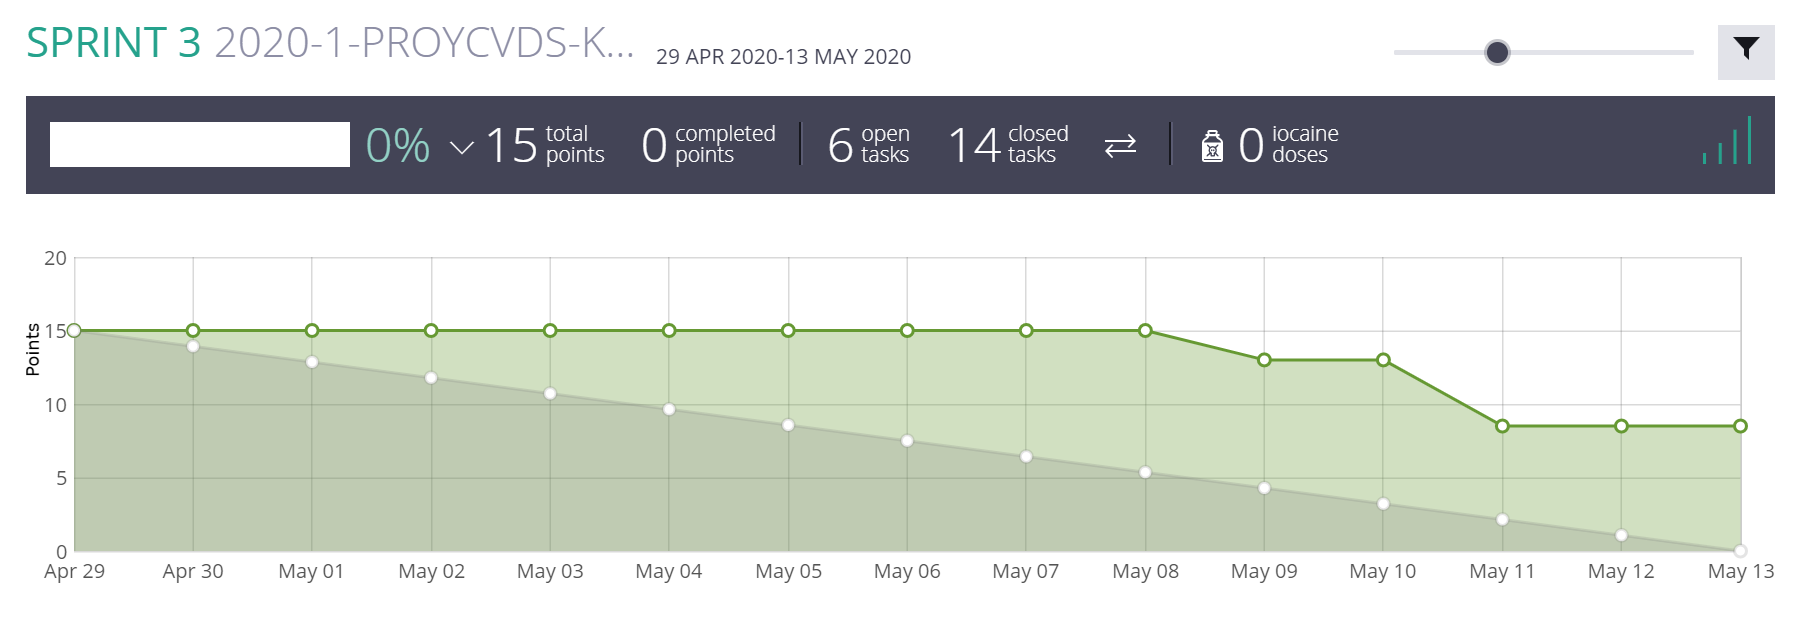 SPRINT 3 2020-1-PROYCVDS-K... 29 APR 2020-13 MAY 2020
0% 15 total points 0 completed points 6 open tasks 14 closed tasks 0 iocaine doses
Points
20
15
10
5
0
Apr 29 Apr 30 May 01 May 02 May 03 May 04 May 05 May 06 May 07 May 08 May 09 May 10 May 11 May 12 May 13